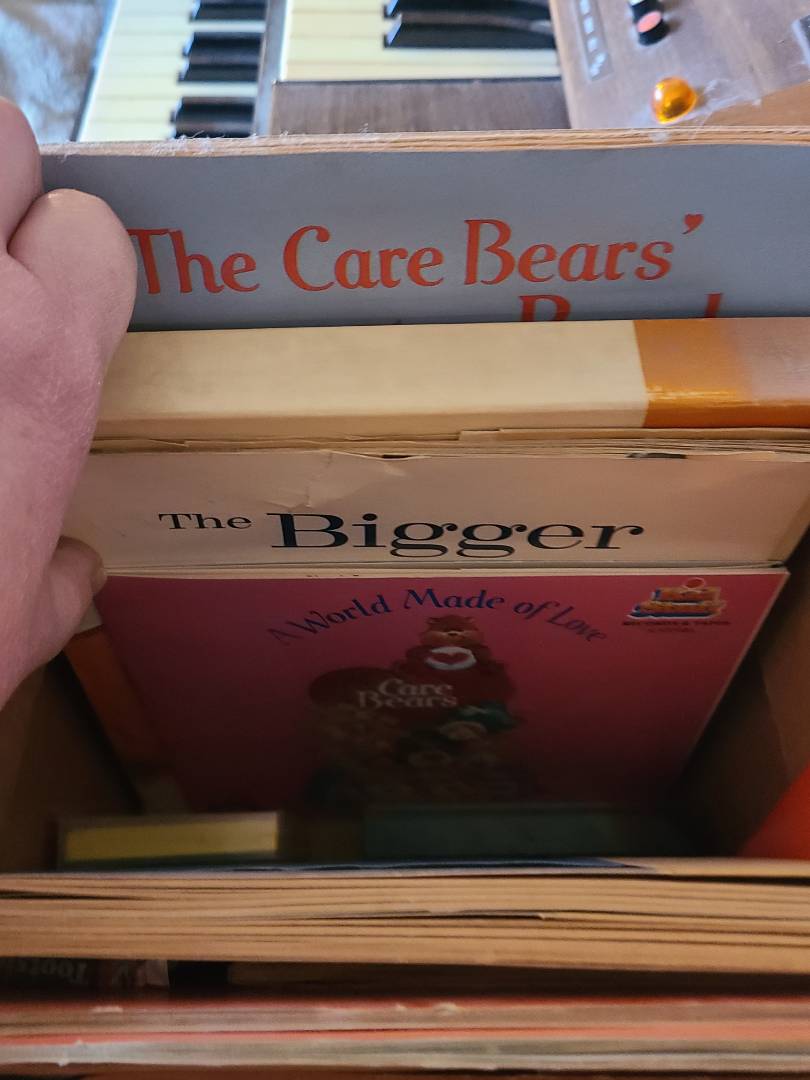 The Care Bears'
The Bigger
A World Made of Love
Care
Bears